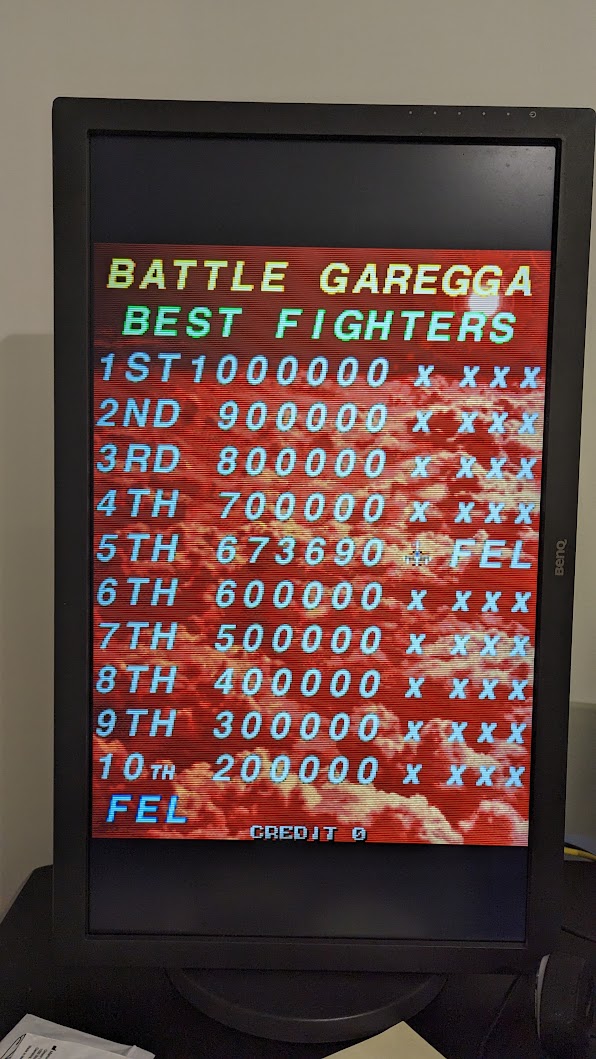 BATTLE GAREGGA
BEST FIGHTERS
1ST 1000000 x xxx
2ND 900000 x xxx
3RD 800000 x xxx
4TH 700000 x xxx
5TH 673690 FEL
6TH 600000 x xxx
7TH 500000 x xxx
8TH 400000 x xxx
9TH 300000 x xxx
10TH 200000 x xxx
FEL
CREDIT 0
BenQ